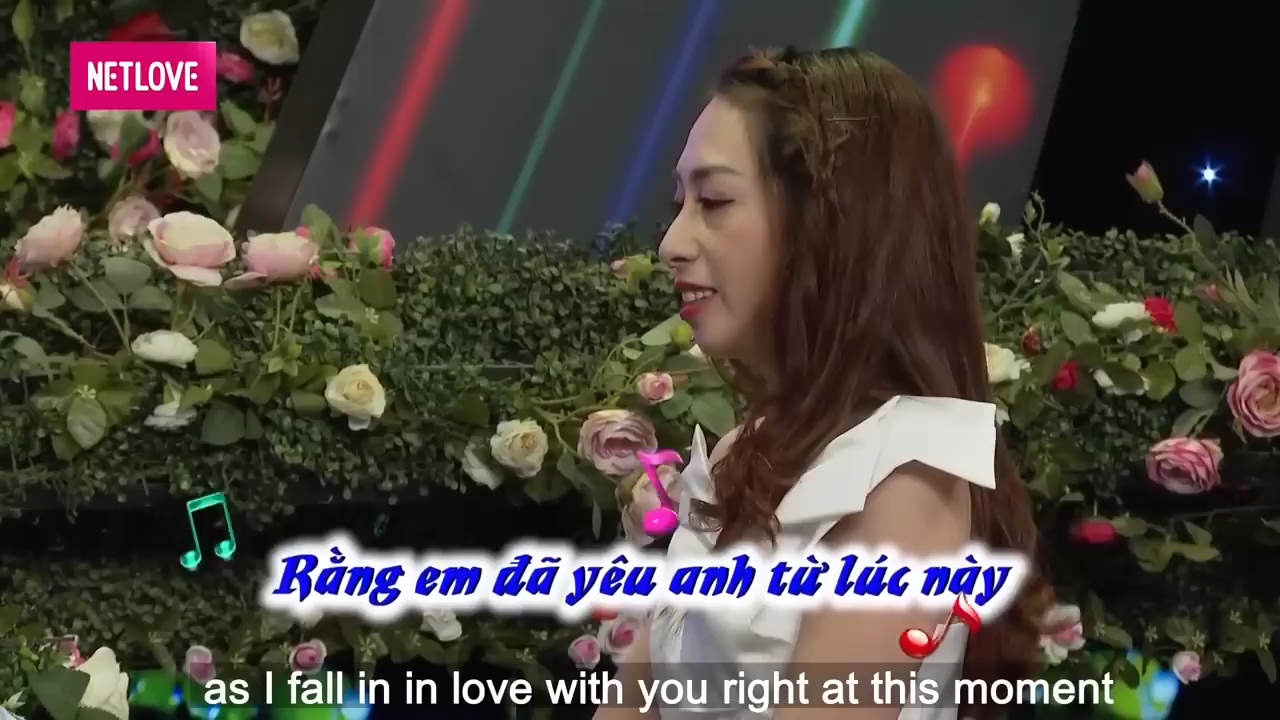 NETLOVE
Rằng em đã yêu anh từ lúc này
as I fall in in love with you right at this moment